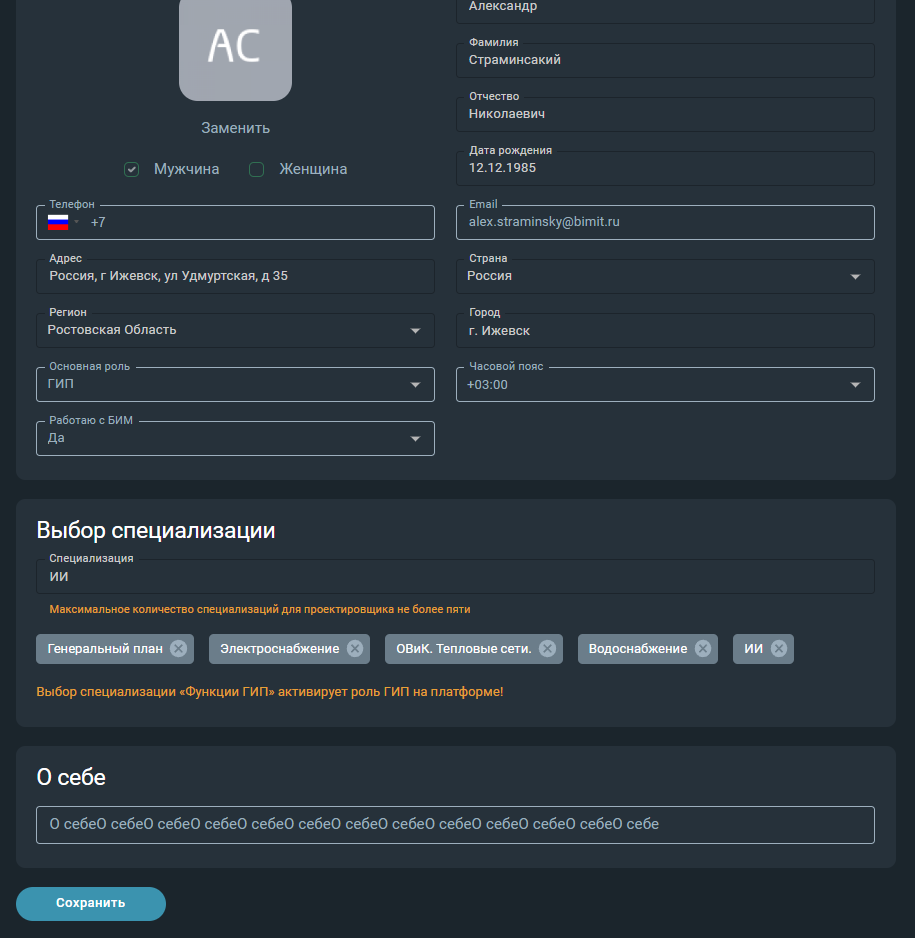 Александр
АС
Фамилия
Страминсакий
Отчество
Николаевич
Заменить
Дата рождения
12.12.1985
Мужчина Женщина
Телефон
+7
Email
alex.straminsky@bimit.ru
Адрес
Россия, г Ижевск, ул Удмуртская, д 35
Страна
Россия
Регион
Ростовская Область
Город
г. Ижевск
Основная роль
ГИП
Часовой пояс
+03:00
Работаю с БИМ
Да
Выбор специализации
Специализация
ИИ
Максимальное количество специализаций для проектировщика не более пяти
Генеральный план Электроснабжение ОВиК. Тепловые сети. Водоснабжение ИИ
Выбор специализации «Функции ГИП» активирует роль ГИП на платформе!
О себе
О себеО себеО себеО себеО себеО себеО себеО себеО себеО себеО себеО себеО себе
Сохранить